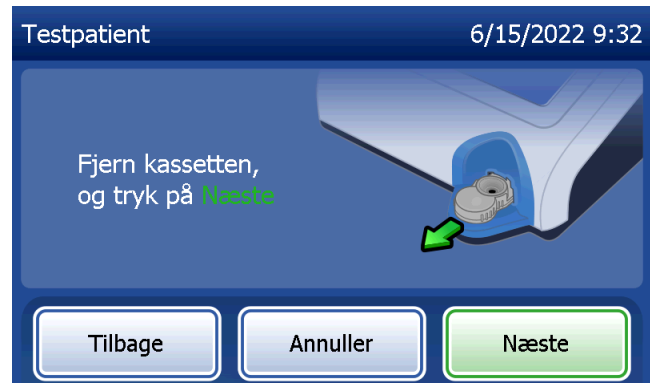 Testpatient 6/15/2022 9:32
Fjern kassetten,
og tryk på Næste
Tilbage Annuller Næste